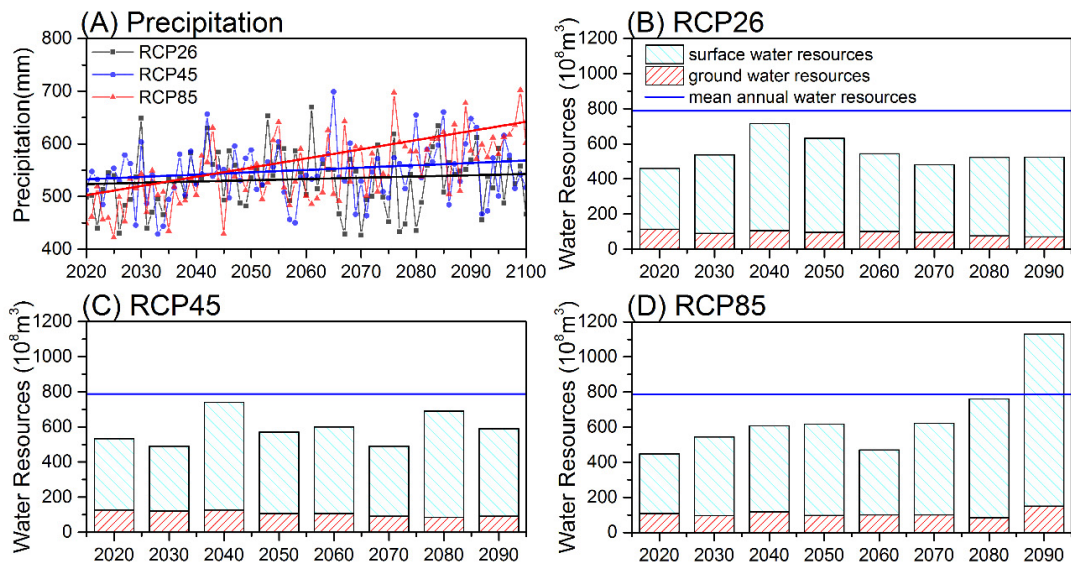 (A) Precipitation
800
700
600
500
400
Precipitation(mm)
RCP26
RCP45
RCP85
2020 2030 2040 2050 2060 2070 2080 2090 2100
(B) RCP26
1200
1000
800
600
400
200
0
Water Resources (10⁸m³)
surface water resources
ground water resources
mean annual water resources
2020 2030 2040 2050 2060 2070 2080 2090
(C) RCP45
1200
1000
800
600
400
200
0
Water Resources (10⁸m³)
2020 2030 2040 2050 2060 2070 2080 2090
(D) RCP85
1200
1000
800
600
400
200
0
Water Resources (10⁸m³)
2020 2030 2040 2050 2060 2070 2080 2090